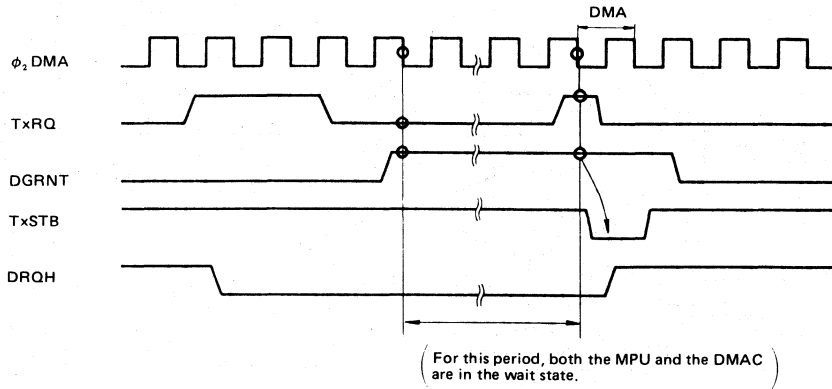 DMA
φ₂ DMA
TxRQ
DGRNT
TxSTB
DRQH
(For this period, both the MPU and the DMAC
are in the wait state.)